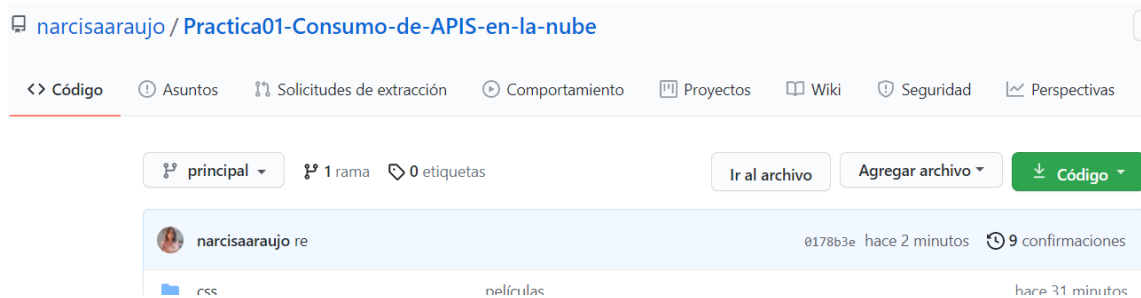 narcisaaraujo / Practica01-Consumo-de-APIS-en-la-nube
<> Código Asuntos Solicitudes de extracción Comportamiento Proyectos Wiki Seguridad Perspectivas
principal 1 rama 0 etiquetas Ir al archivo Agregar archivo Código
narcisaaraujo re 0178b3e hace 2 minutos 9 confirmaciones
css películas hace 31 minutos